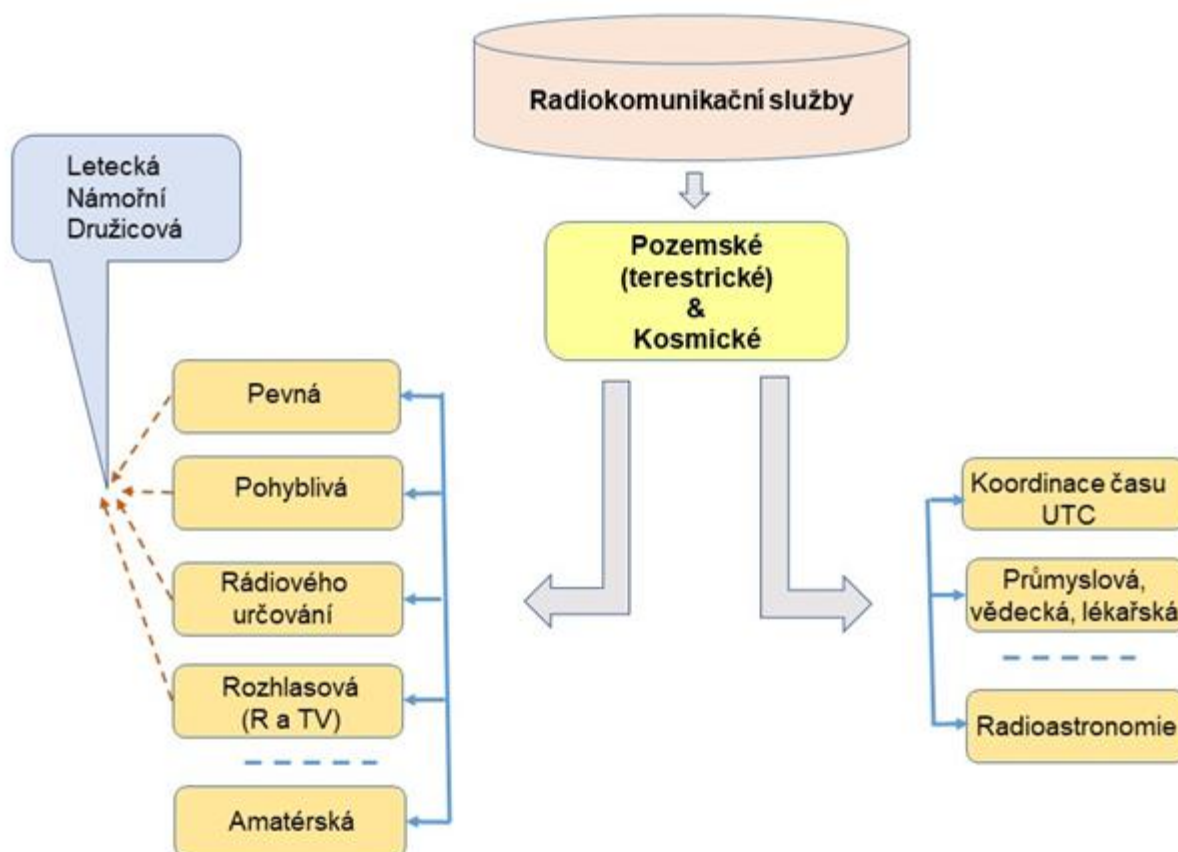 Radiokomunikační služby
Letecká
Námořní
Družicová
Pozemské
(terestrické)
&
Kosmické
Pevná
Pohyblivá
Rádiového
určování
Rozhlasová
(R a TV)
Amatérská
Koordinace času
UTC
Průmyslová,
vědecká, lékařská
Radioastronomie